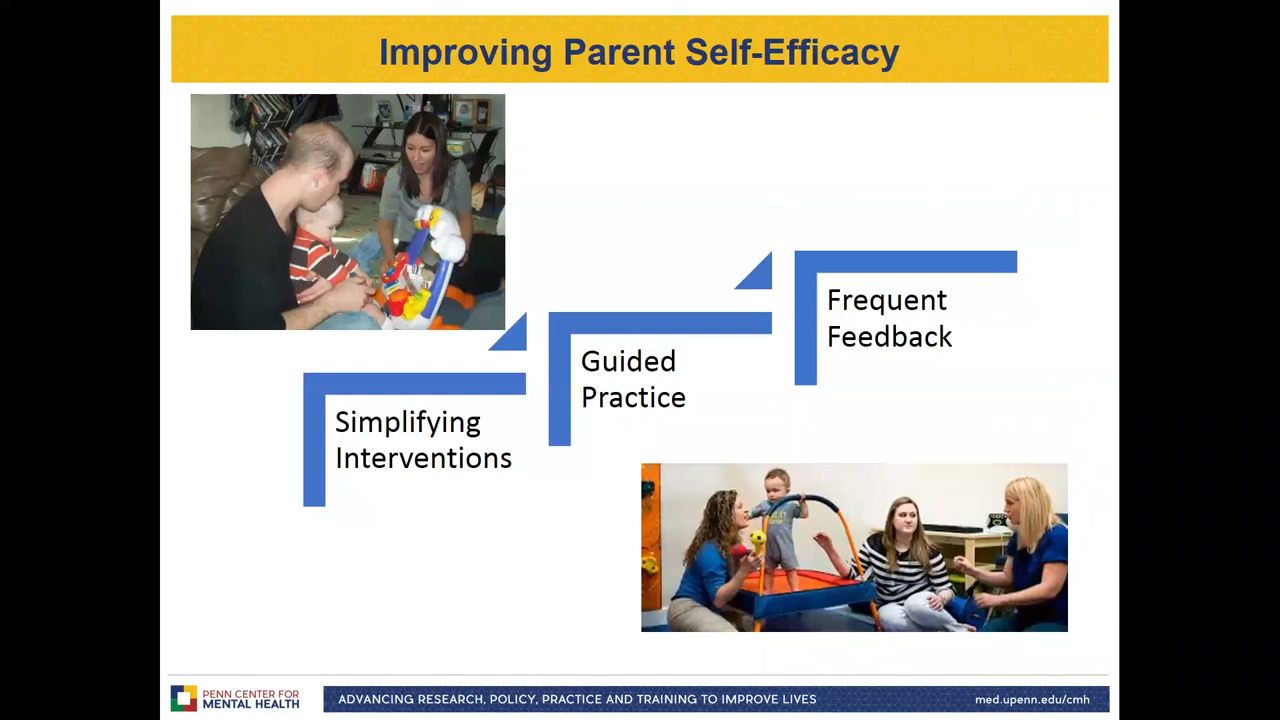 Improving Parent Self-Efficacy
Frequent
Feedback
Guided
Practice
Simplifying
Interventions
PENN CENTER FOR
MENTAL HEALTH
ADVANCING RESEARCH, POLICY, PRACTICE AND TRAINING TO IMPROVE LIVES
med.upenn.edu/cmh